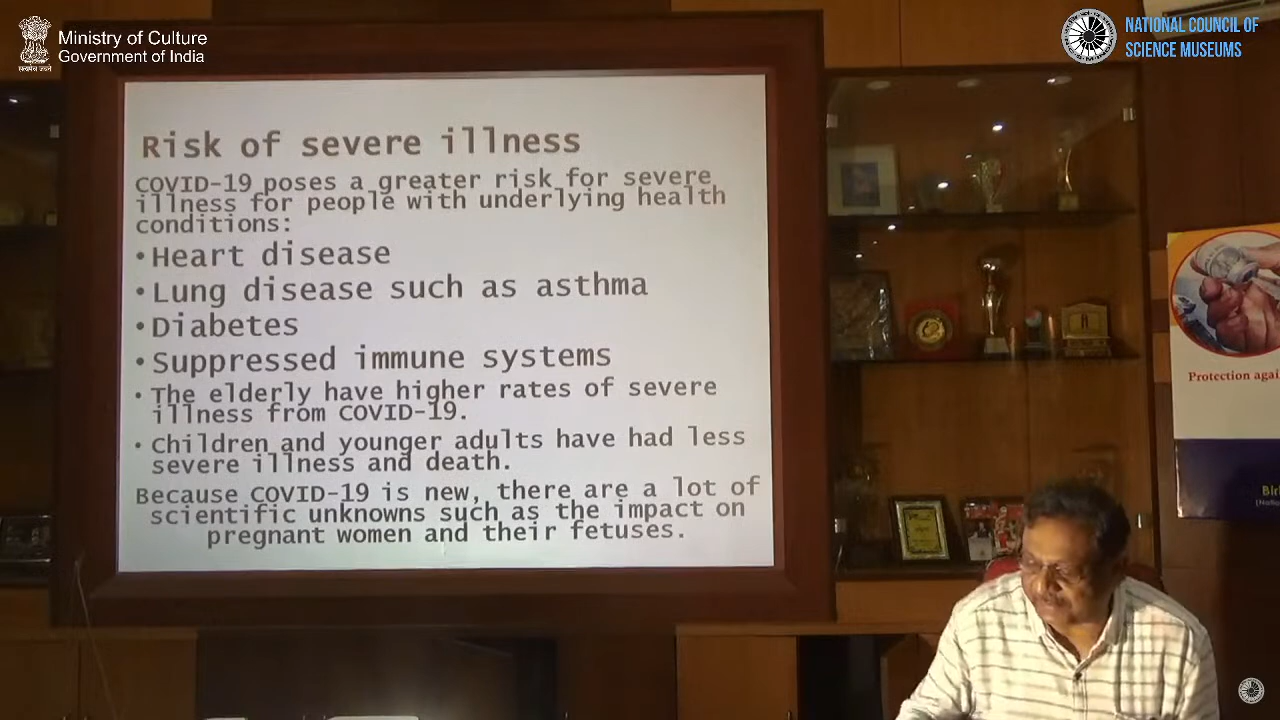 Ministry of Culture
Government of India
NATIONAL COUNCIL OF
SCIENCE MUSEUMS
Risk of severe illness
COVID-19 poses a greater risk for severe
illness for people with underlying health
conditions:
• Heart disease
• Lung disease such as asthma
• Diabetes
• Suppressed immune systems
• The elderly have higher rates of severe
illness from COVID-19.
• Children and younger adults have had less
severe illness and death.
Because COVID-19 is new, there are a lot of
scientific unknowns such as the impact on
pregnant women and their fetuses.
Protection agai